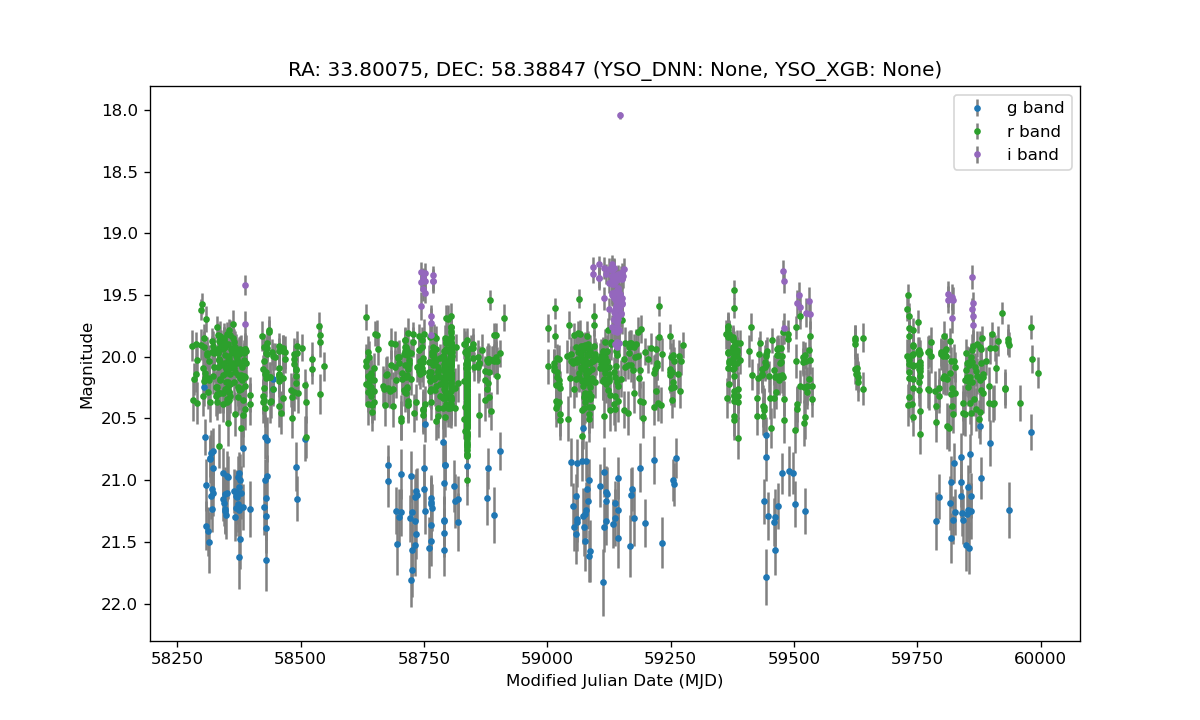 RA: 33.80075, DEC: 58.38847 (YSO_DNN: None, YSO_XGB: None)
g band
r band
i band
Magnitude
18.0
18.5
19.0
19.5
20.0
20.5
21.0
21.5
22.0
58250 58500 58750 59000 59250 59500 59750 60000
Modified Julian Date (MJD)